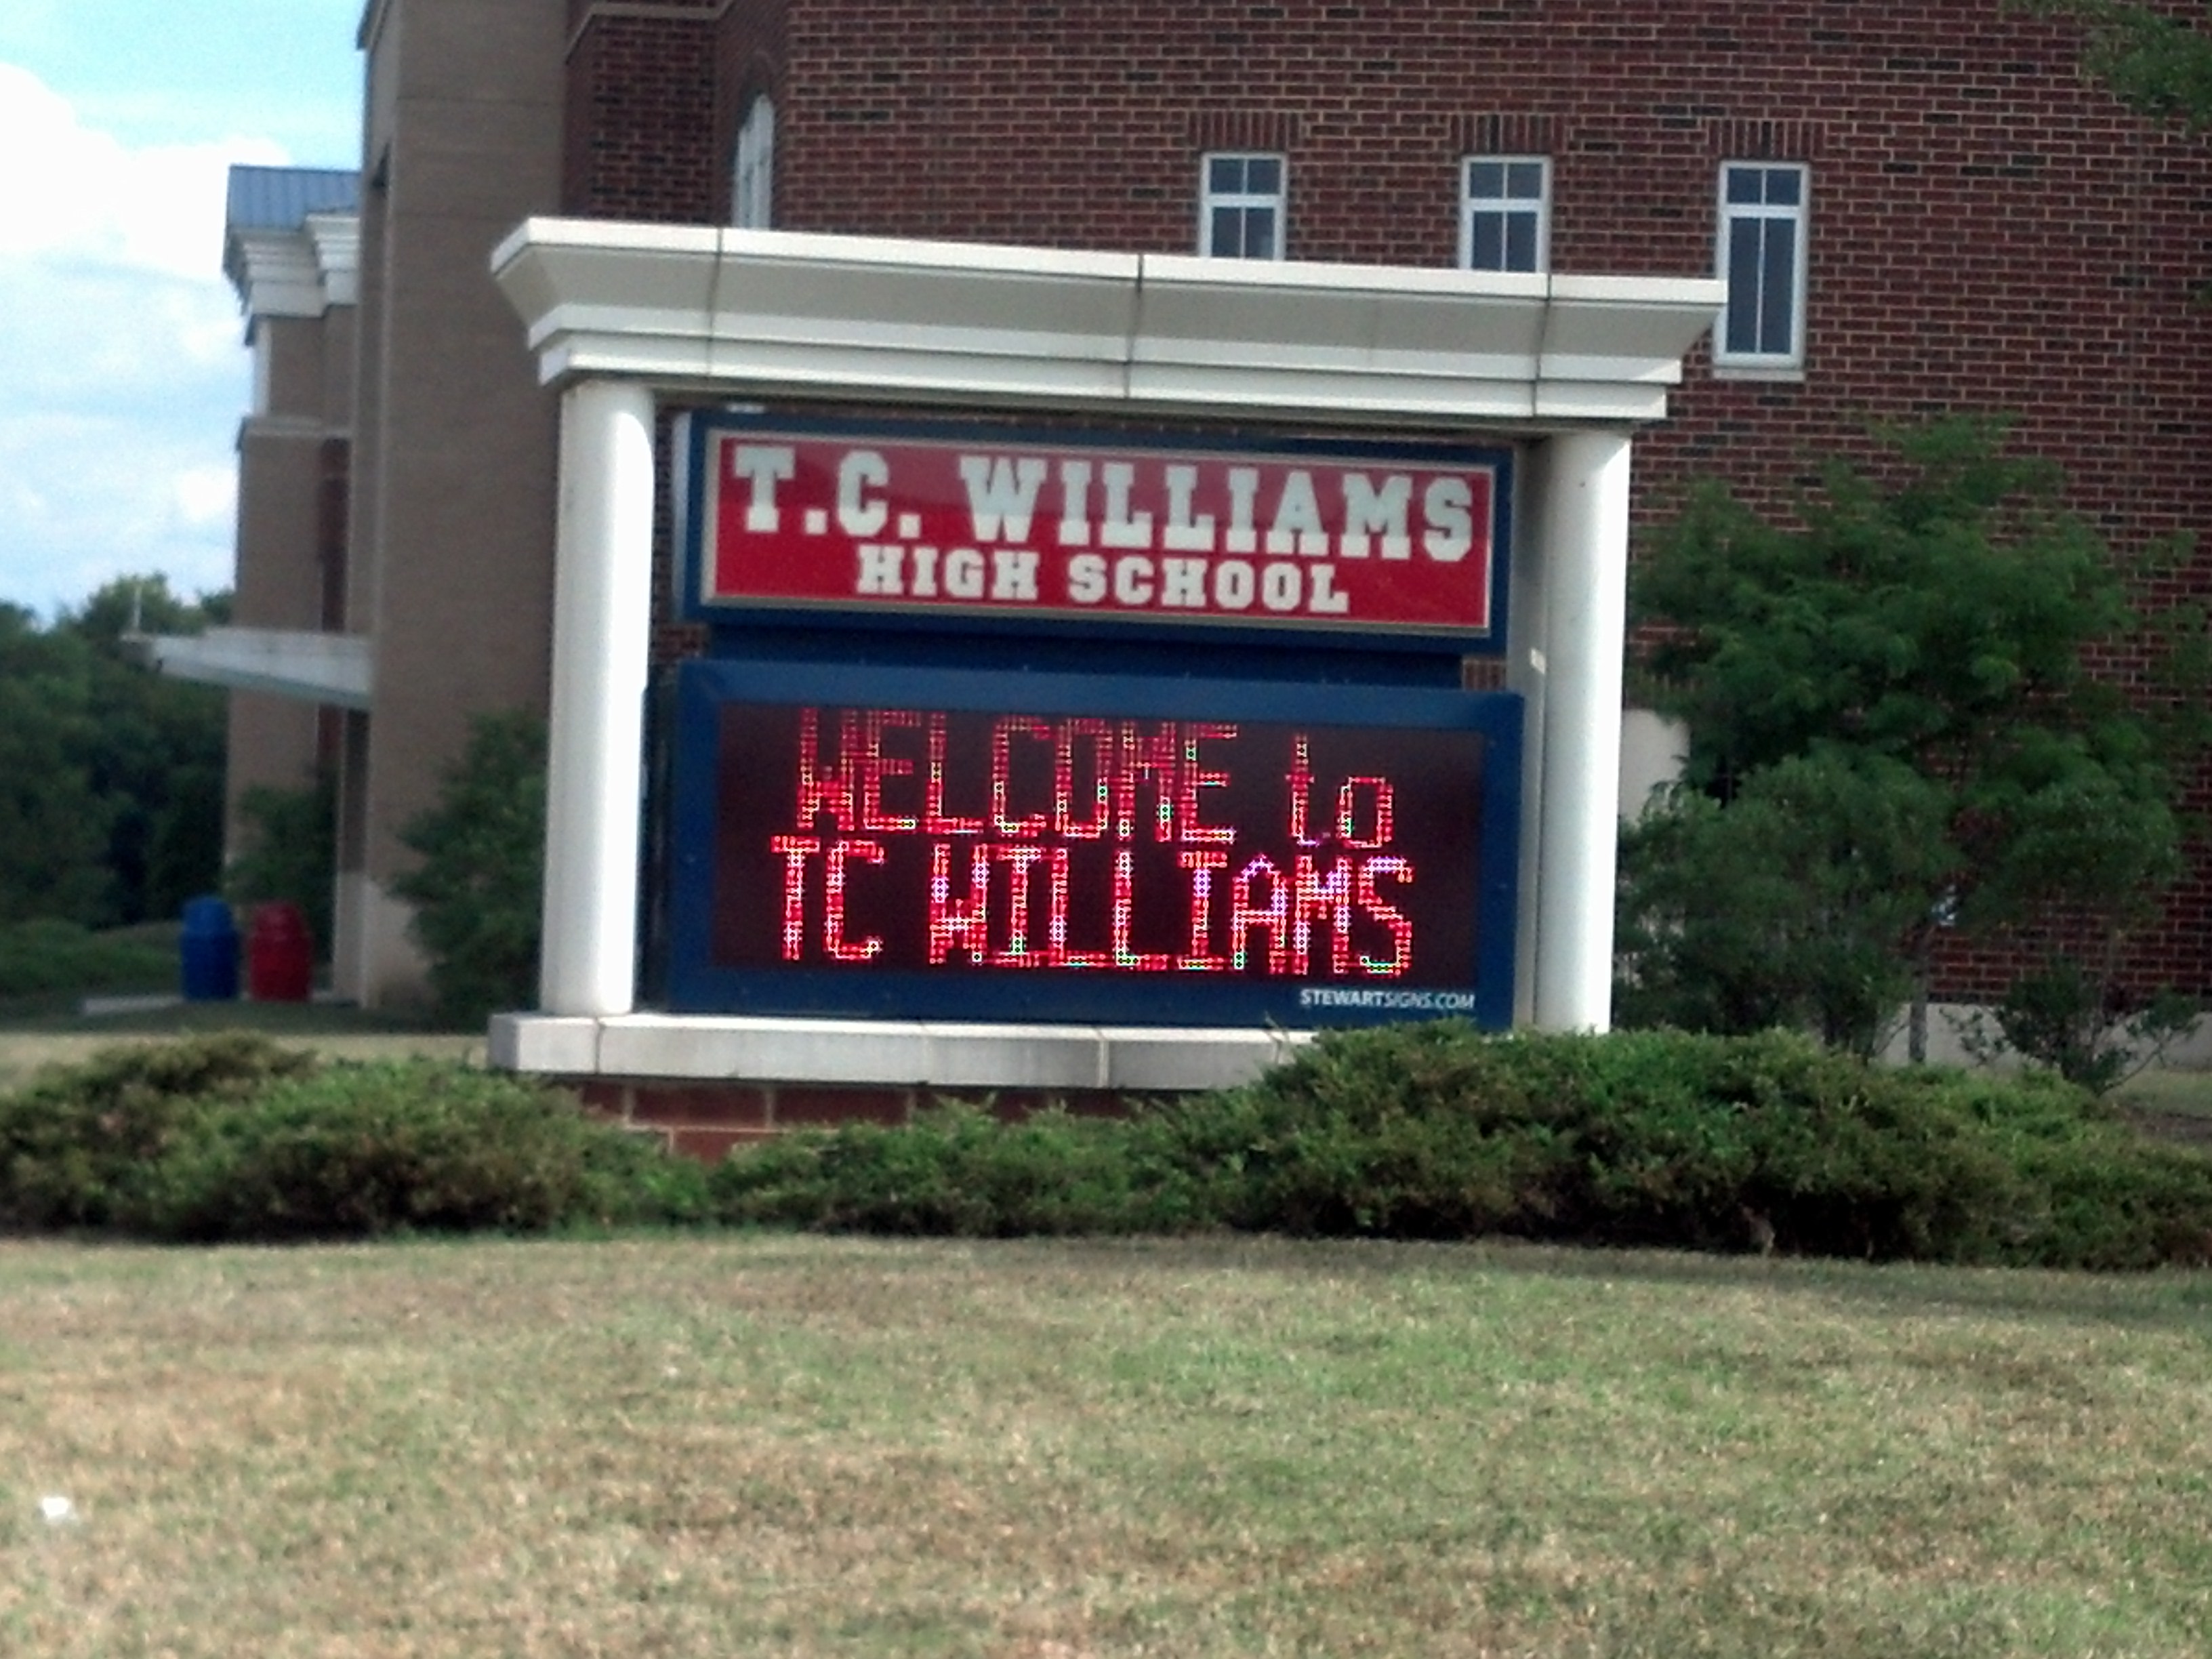 T.C. WILLIAMS
HIGH SCHOOL
WELCOME to
TC WILLIAMS
STEWARTSIGNS.COM